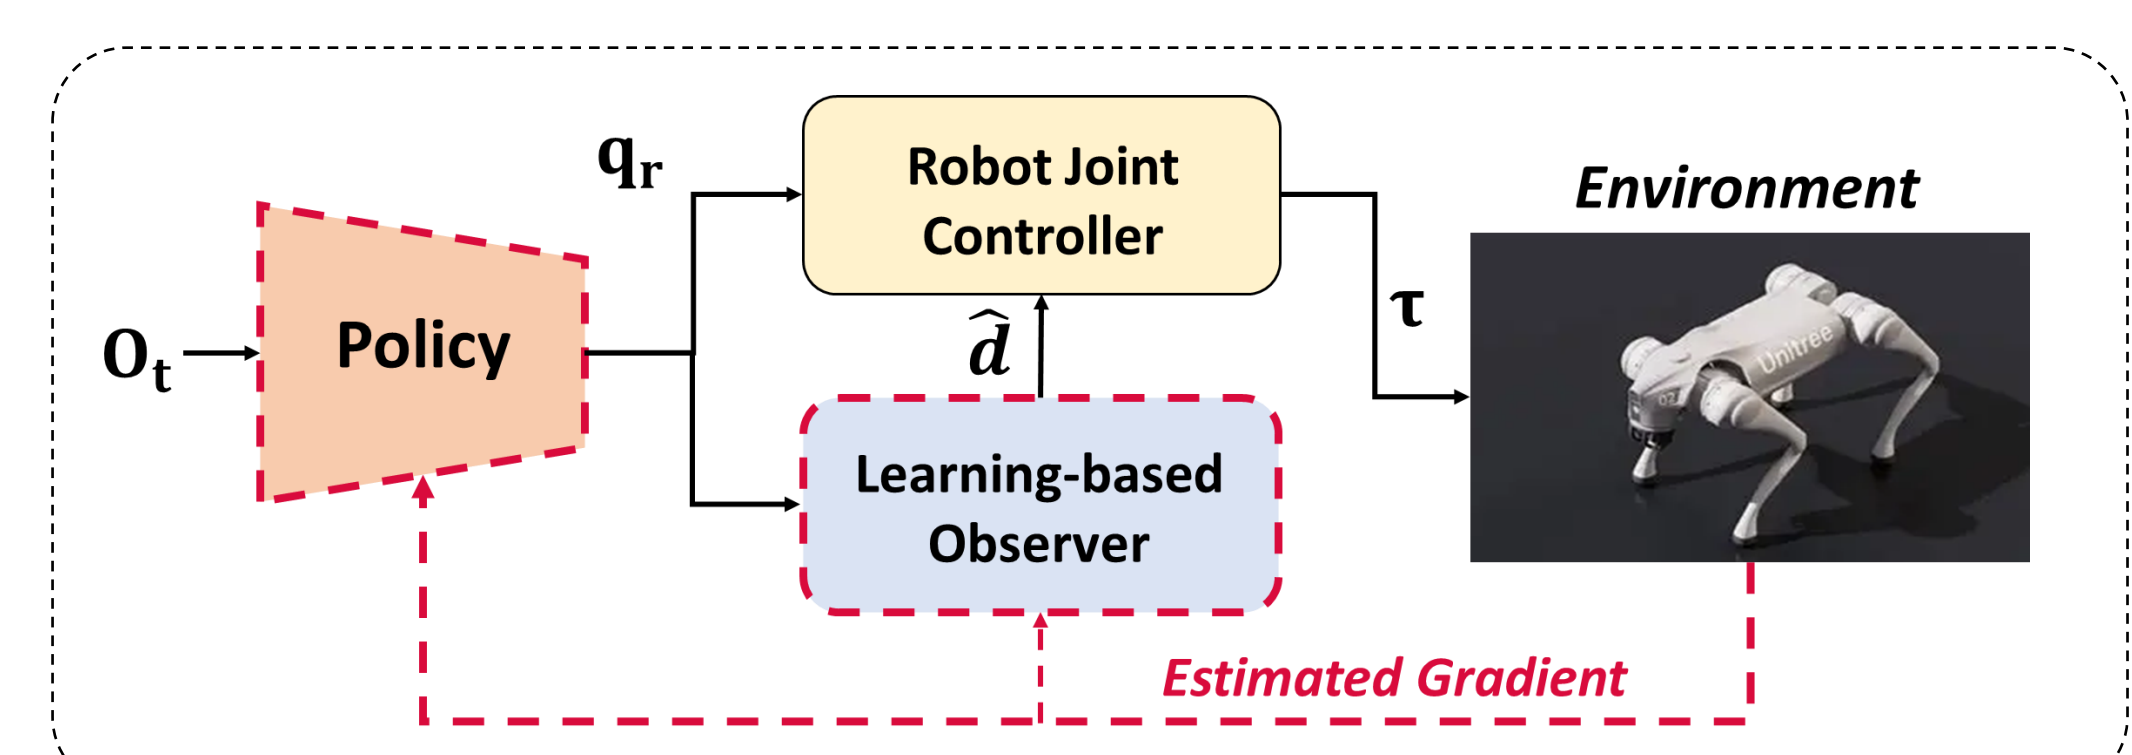 q_r
Robot Joint
Controller
Environment
O_t
Policy
d̂
τ
Unitree
Learning-based
Observer
Estimated Gradient